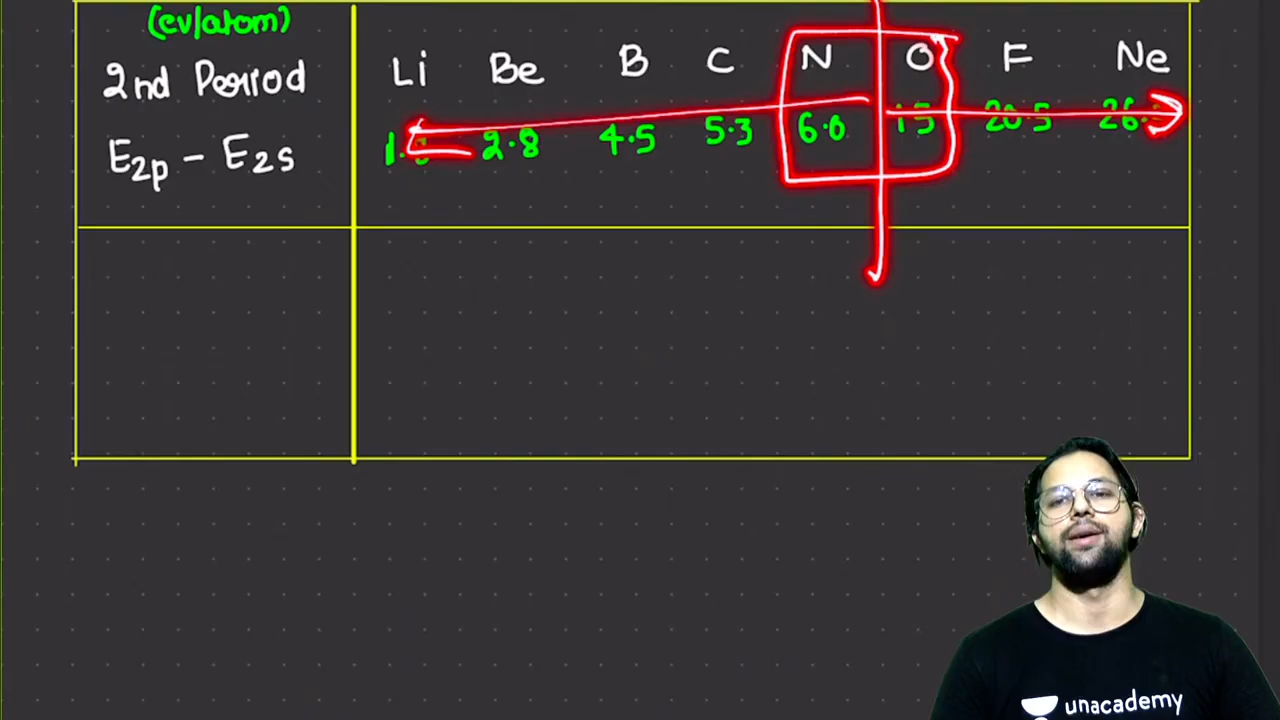 (ev/atom)
2nd Period Li Be B C N O F Ne
E2p - E2s 2.8 4.5 5.3 6.0 15 20.5
unacademy